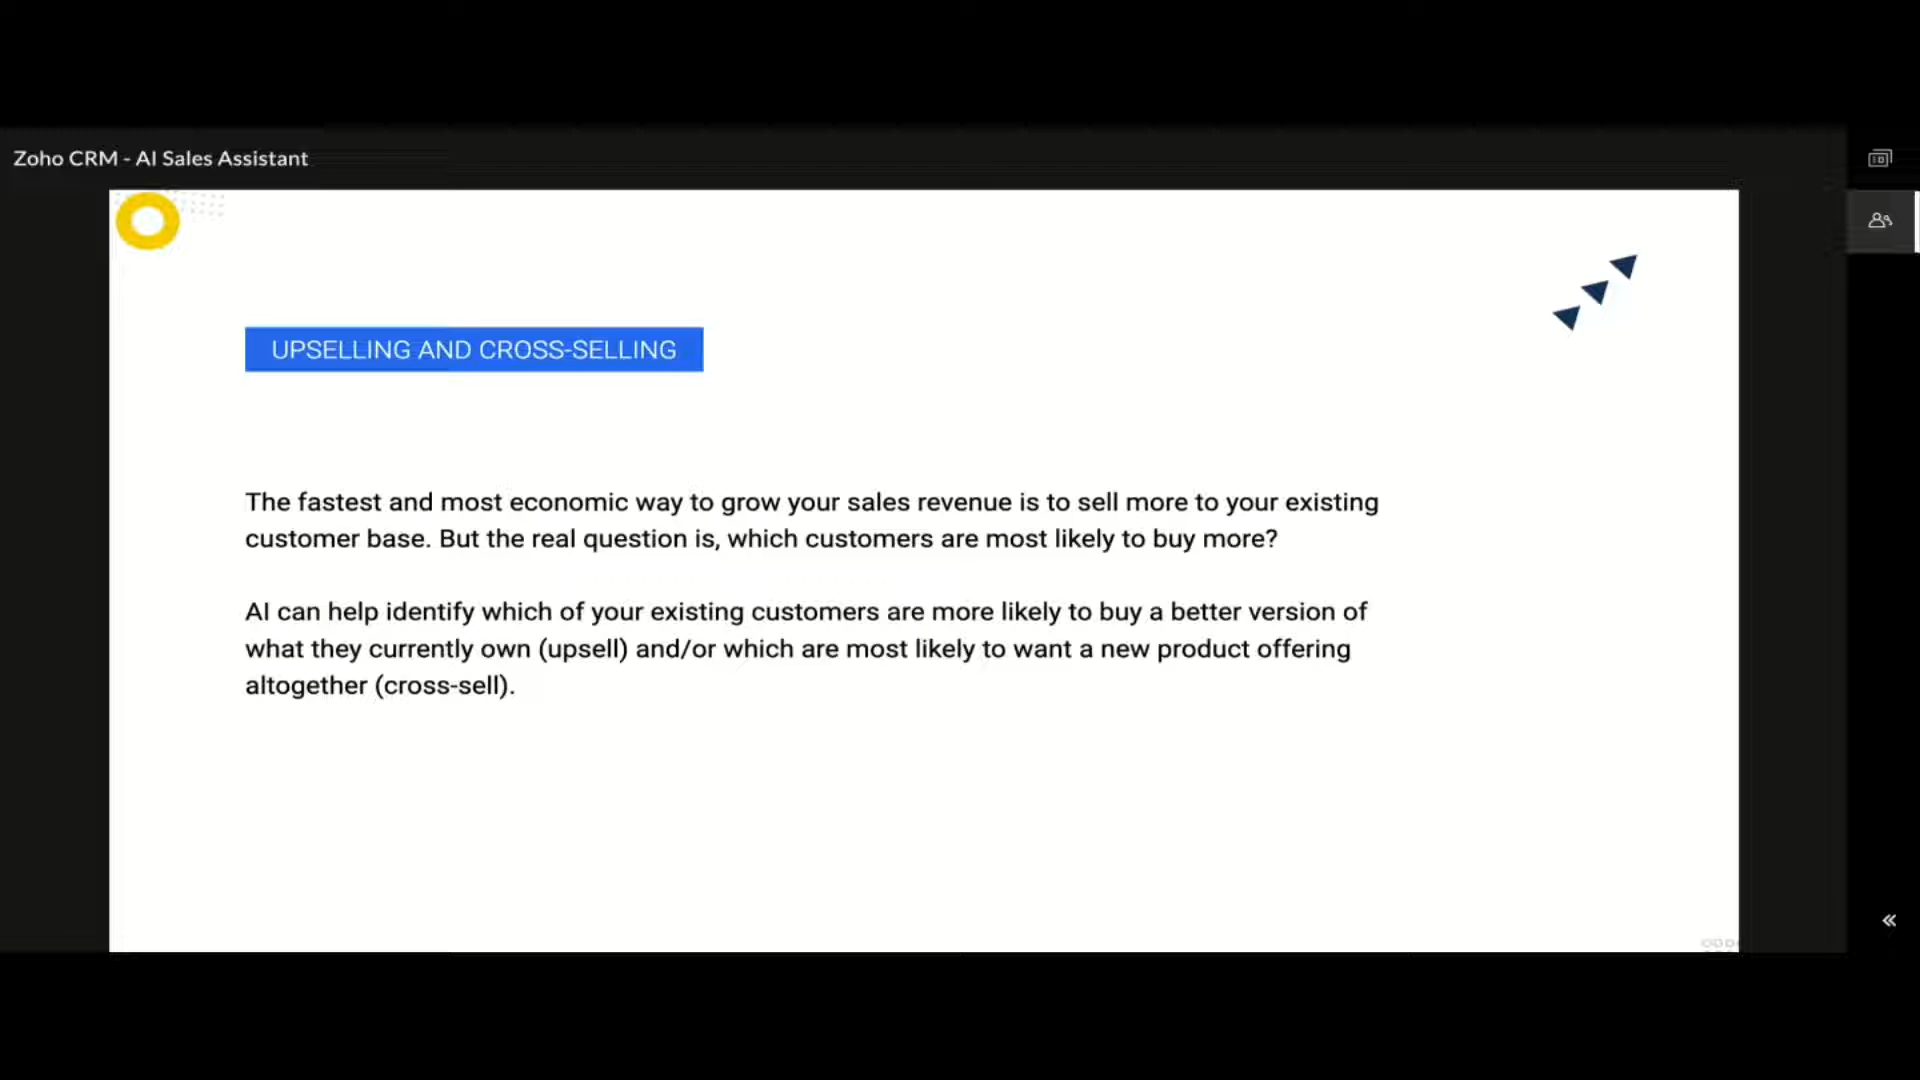 Zoho CRM - AI Sales Assistant
UPSELLING AND CROSS-SELLING
The fastest and most economic way to grow your sales revenue is to sell more to your existing
customer base. But the real question is, which customers are most likely to buy more?
AI can help identify which of your existing customers are more likely to buy a better version of
what they currently own (upsell) and/or which are most likely to want a new product offering
altogether (cross-sell).